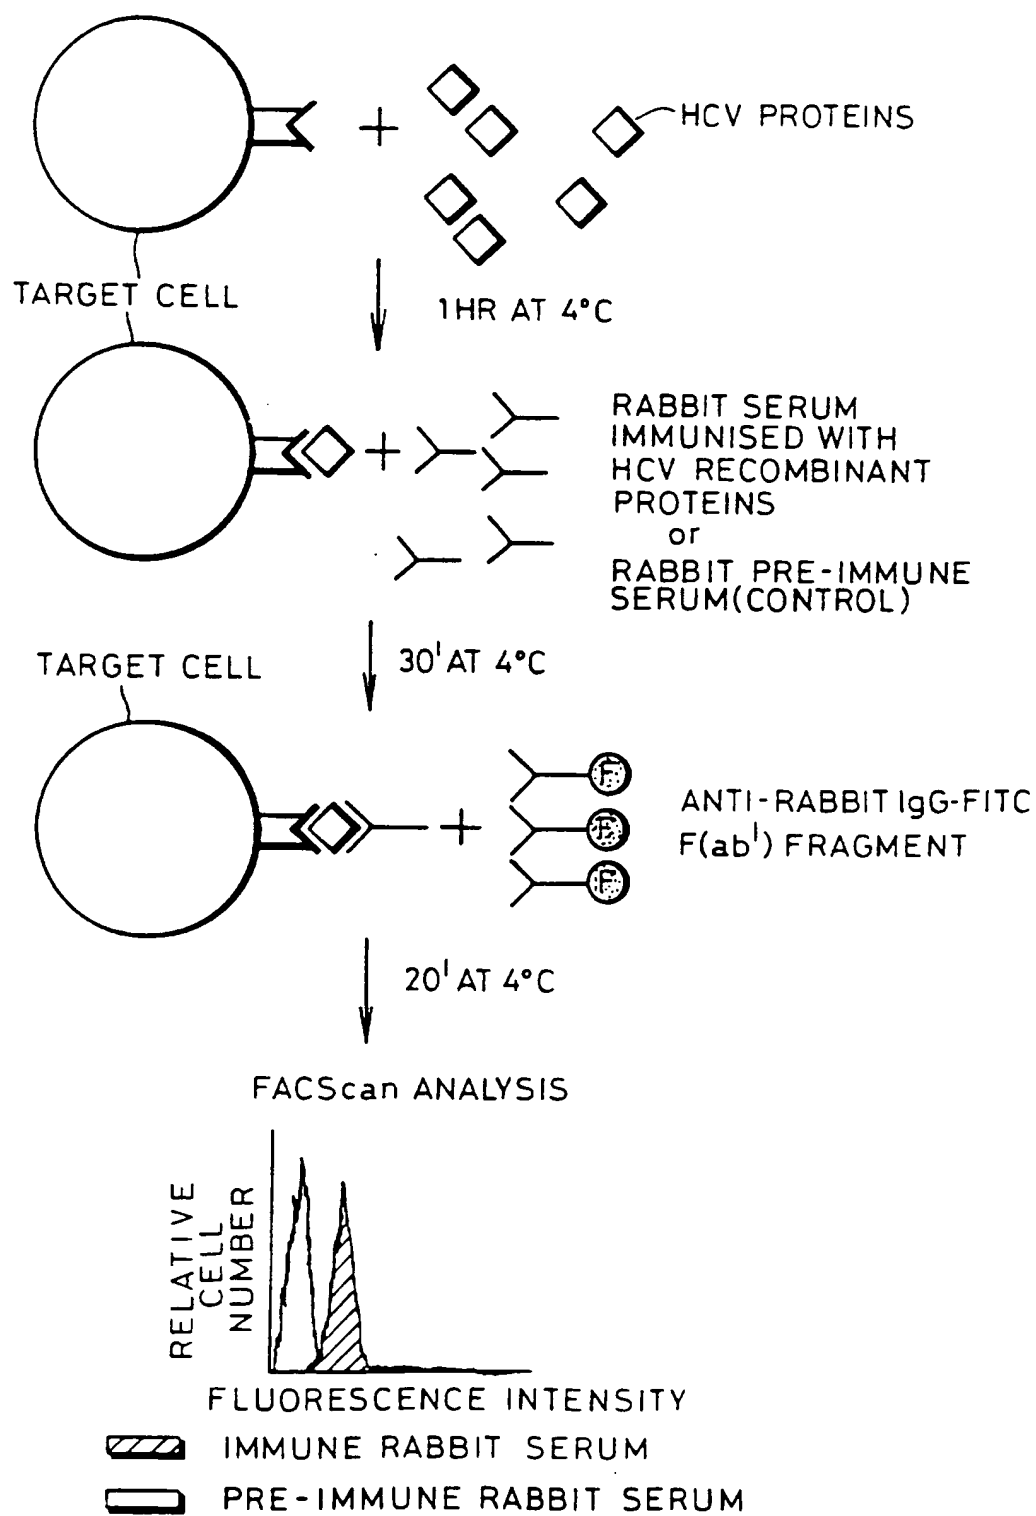 HCV PROTEINS
TARGET CELL
1HR AT 4°C
RABBIT SERUM
IMMUNISED WITH
HCV RECOMBINANT
PROTEINS
or
RABBIT PRE-IMMUNE
SERUM(CONTROL)
30' AT 4°C
TARGET CELL
F
F
F
ANTI-RABBIT IgG-FITC
F(ab') FRAGMENT
20' AT 4°C
FACScan ANALYSIS
RELATIVE
CELL
NUMBER
FLUORESCENCE INTENSITY
IMMUNE RABBIT SERUM
PRE-IMMUNE RABBIT SERUM